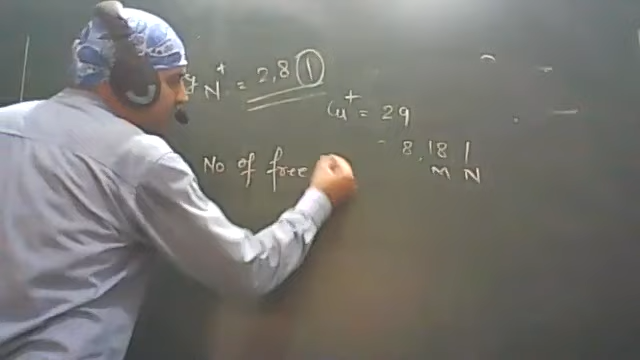 N⁺ = 2,8 1
Cu⁺ = 29
- 8, 18 1
M N
No of free